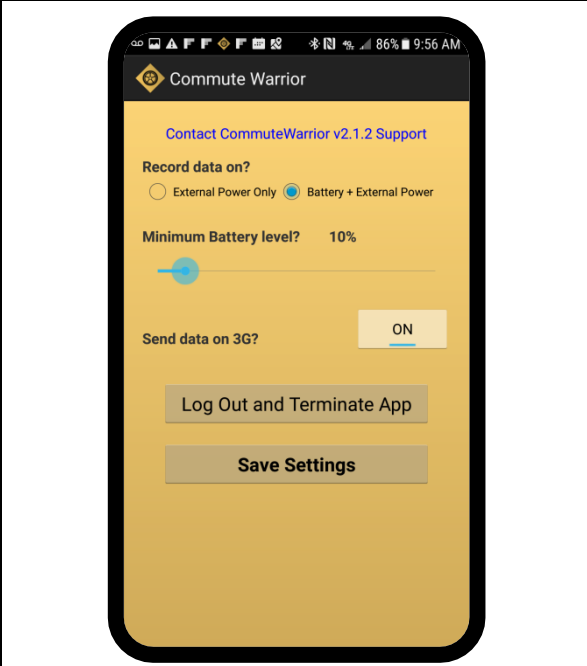 86% 9:56 AM
Commute Warrior
Contact CommuteWarrior v2.1.2 Support
Record data on?
External Power Only Battery + External Power
Minimum Battery level? 10%
Send data on 3G? ON
Log Out and Terminate App
Save Settings